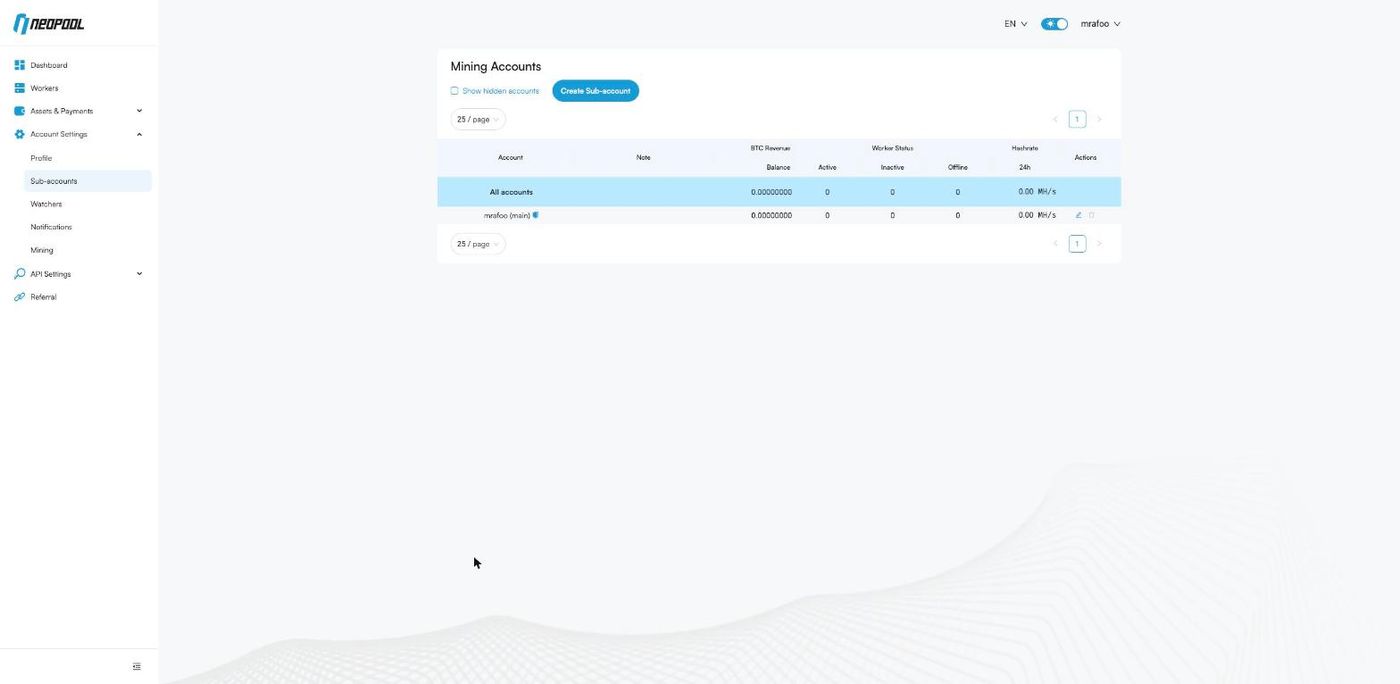 NEOPOOL
EN
mrafoo
Dashboard
Workers
Assets & Payments
Account Settings
Profile
Sub-accounts
Watchers
Notifications
Mining
API Settings
Referral
Mining Accounts
Show hidden accounts
Create Sub-account
25 / page
1
Account Note BTC Revenue Worker Status Hashrate Actions
Balance Active Inactive Offline 24h
All accounts 0.00000000 0 0 0 0.00 MH/s
mrafoo (main) 0.00000000 0 0 0 0.00 MH/s
25 / page
1